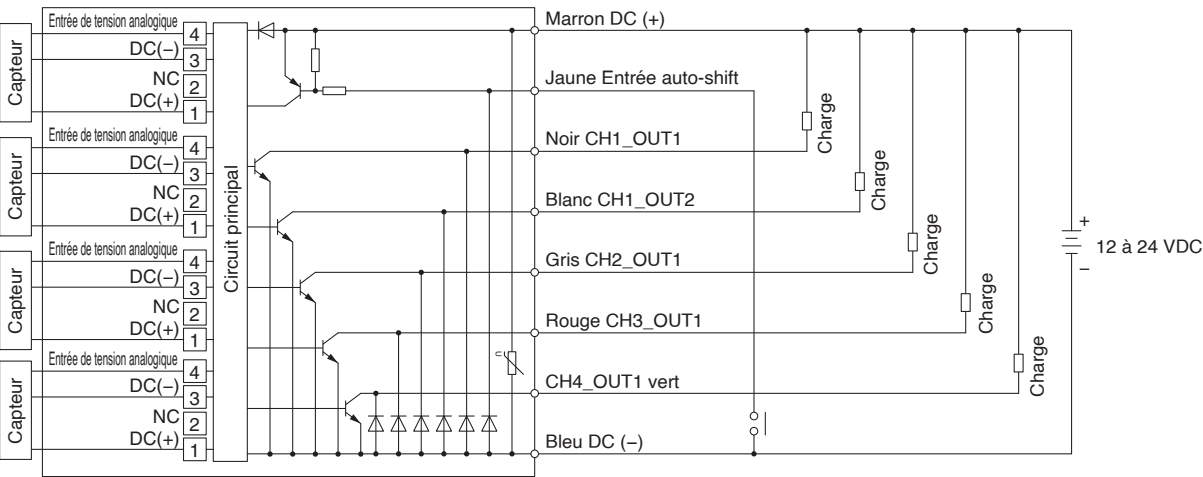 Capteur
Entrée de tension analogique 4
DC(−) 3
NC 2
DC(+) 1
Capteur
Entrée de tension analogique 4
DC(−) 3
NC 2
DC(+) 1
Capteur
Entrée de tension analogique 4
DC(−) 3
NC 2
DC(+) 1
Capteur
Entrée de tension analogique 4
DC(−) 3
NC 2
DC(+) 1
Circuit principal
Marron DC (+)
Jaune Entrée auto-shift
Noir CH1_OUT1
Blanc CH1_OUT2
Gris CH2_OUT1
Rouge CH3_OUT1
CH4_OUT1 vert
Bleu DC (−)
Charge
Charge
Charge
Charge
Charge
+
12 à 24 VDC
−